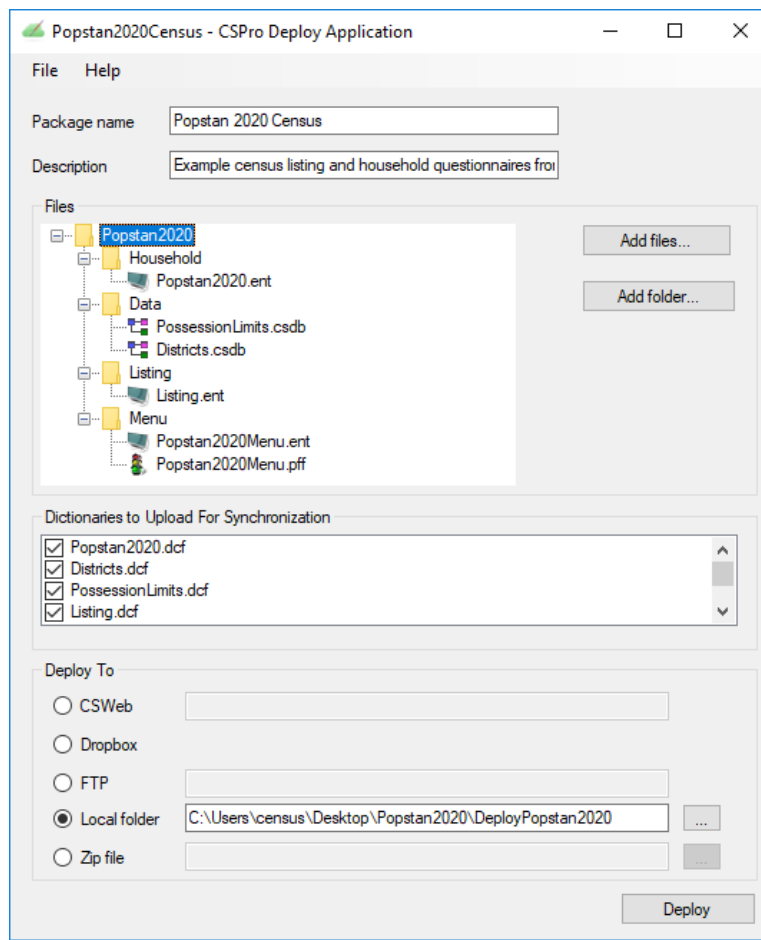 Popstan2020Census - CSPro Deploy Application
File Help
Package name Popstan 2020 Census
Description Example census listing and household questionnaires fro
Files
Popstan2020
Household
Popstan2020.ent
Data
PossessionLimits.csdb
Districts.csdb
Listing
Listing.ent
Menu
Popstan2020Menu.ent
Popstan2020Menu.pff
Add files...
Add folder...
Dictionaries to Upload For Synchronization
Popstan2020.dcf
Districts.dcf
PossessionLimits.dcf
Listing.dcf
Deploy To
CSWeb
Dropbox
FTP
Local folder C:\Users\census\Desktop\Popstan2020\DeployPopstan2020 ...
Zip file ...
Deploy